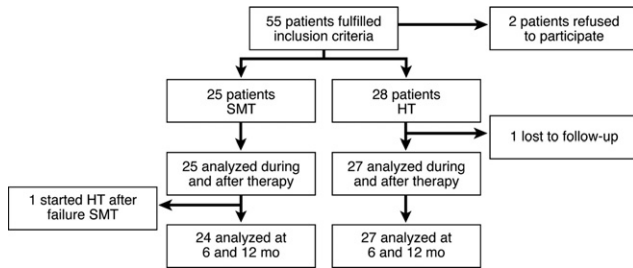 55 patients fulfilled
inclusion criteria
2 patients refused
to participate
25 patients
SMT
28 patients
HT
1 lost to follow-up
25 analyzed during
and after therapy
27 analyzed during
and after therapy
1 started HT after
failure SMT
24 analyzed at
6 and 12 mo
27 analyzed at
6 and 12 mo